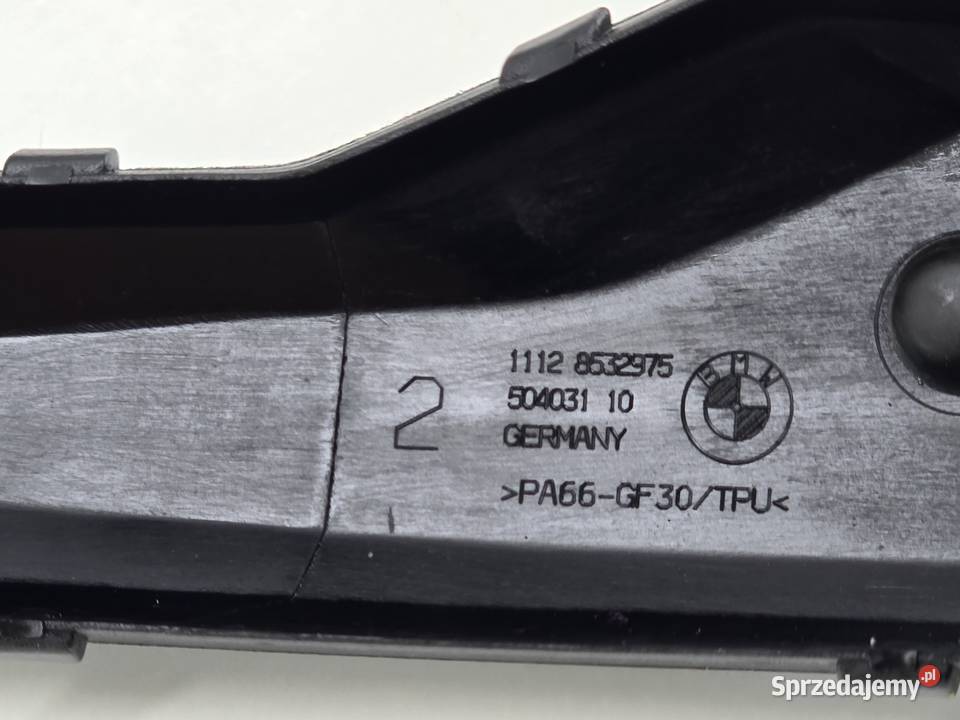 1112 8532975
BMW
504031 10
2
GERMANY
>PA66-GF30/TPU<
Sprzedajemy.pl